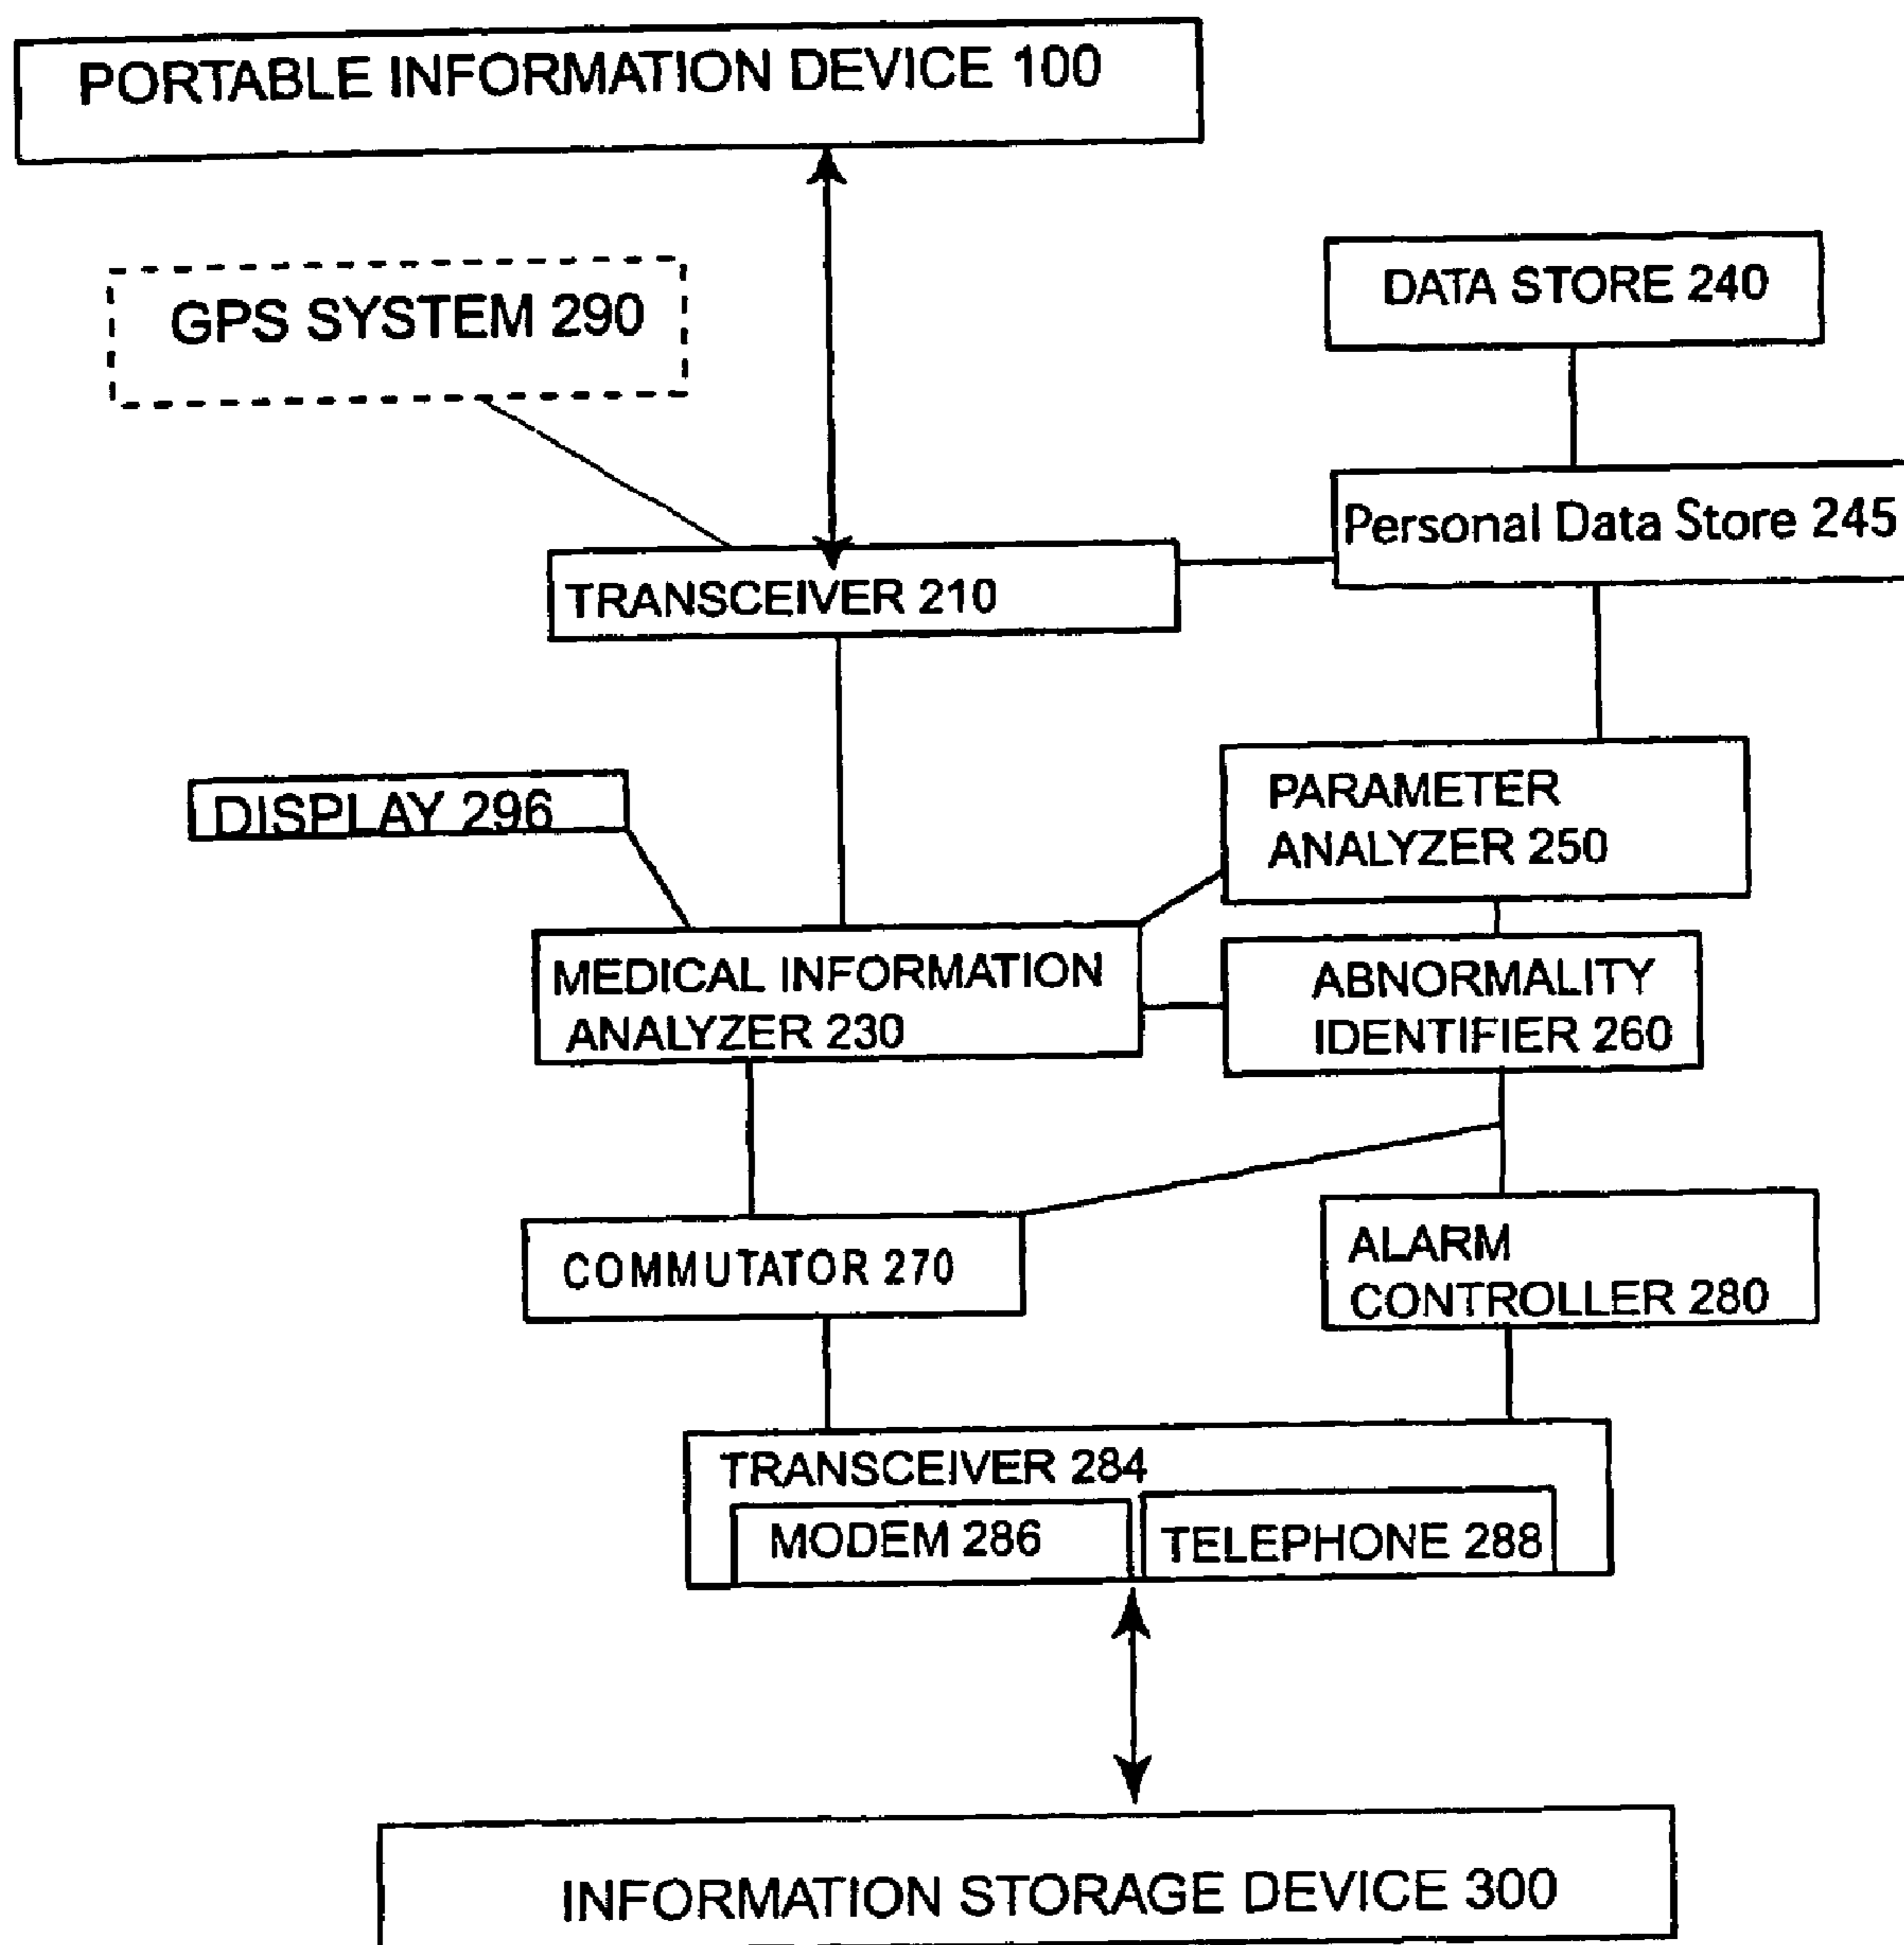 PORTABLE INFORMATION DEVICE 100
DATA STORE 240
GPS SYSTEM 290
Personal Data Store 245
TRANSCEIVER 210
PARAMETER
ANALYZER 250
DISPLAY 296
MEDICAL INFORMATION
ANALYZER 230
ABNORMALITY
IDENTIFIER 260
COMMUTATOR 270
ALARM
CONTROLLER 280
TRANSCEIVER 284
MODEM 286
TELEPHONE 288
INFORMATION STORAGE DEVICE 300